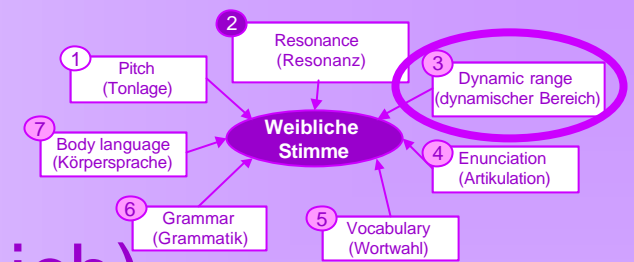 1
Pitch
(Tonlage)
2
Resonance
(Resonanz)
3
Dynamic range
(dynamischer Bereich)
4
Enunciation
(Artikulation)
5
Vocabulary
(Wortwahl)
6
Grammar
(Grammatik)
7
Body language
(Körpersprache)
Weibliche
Stimme